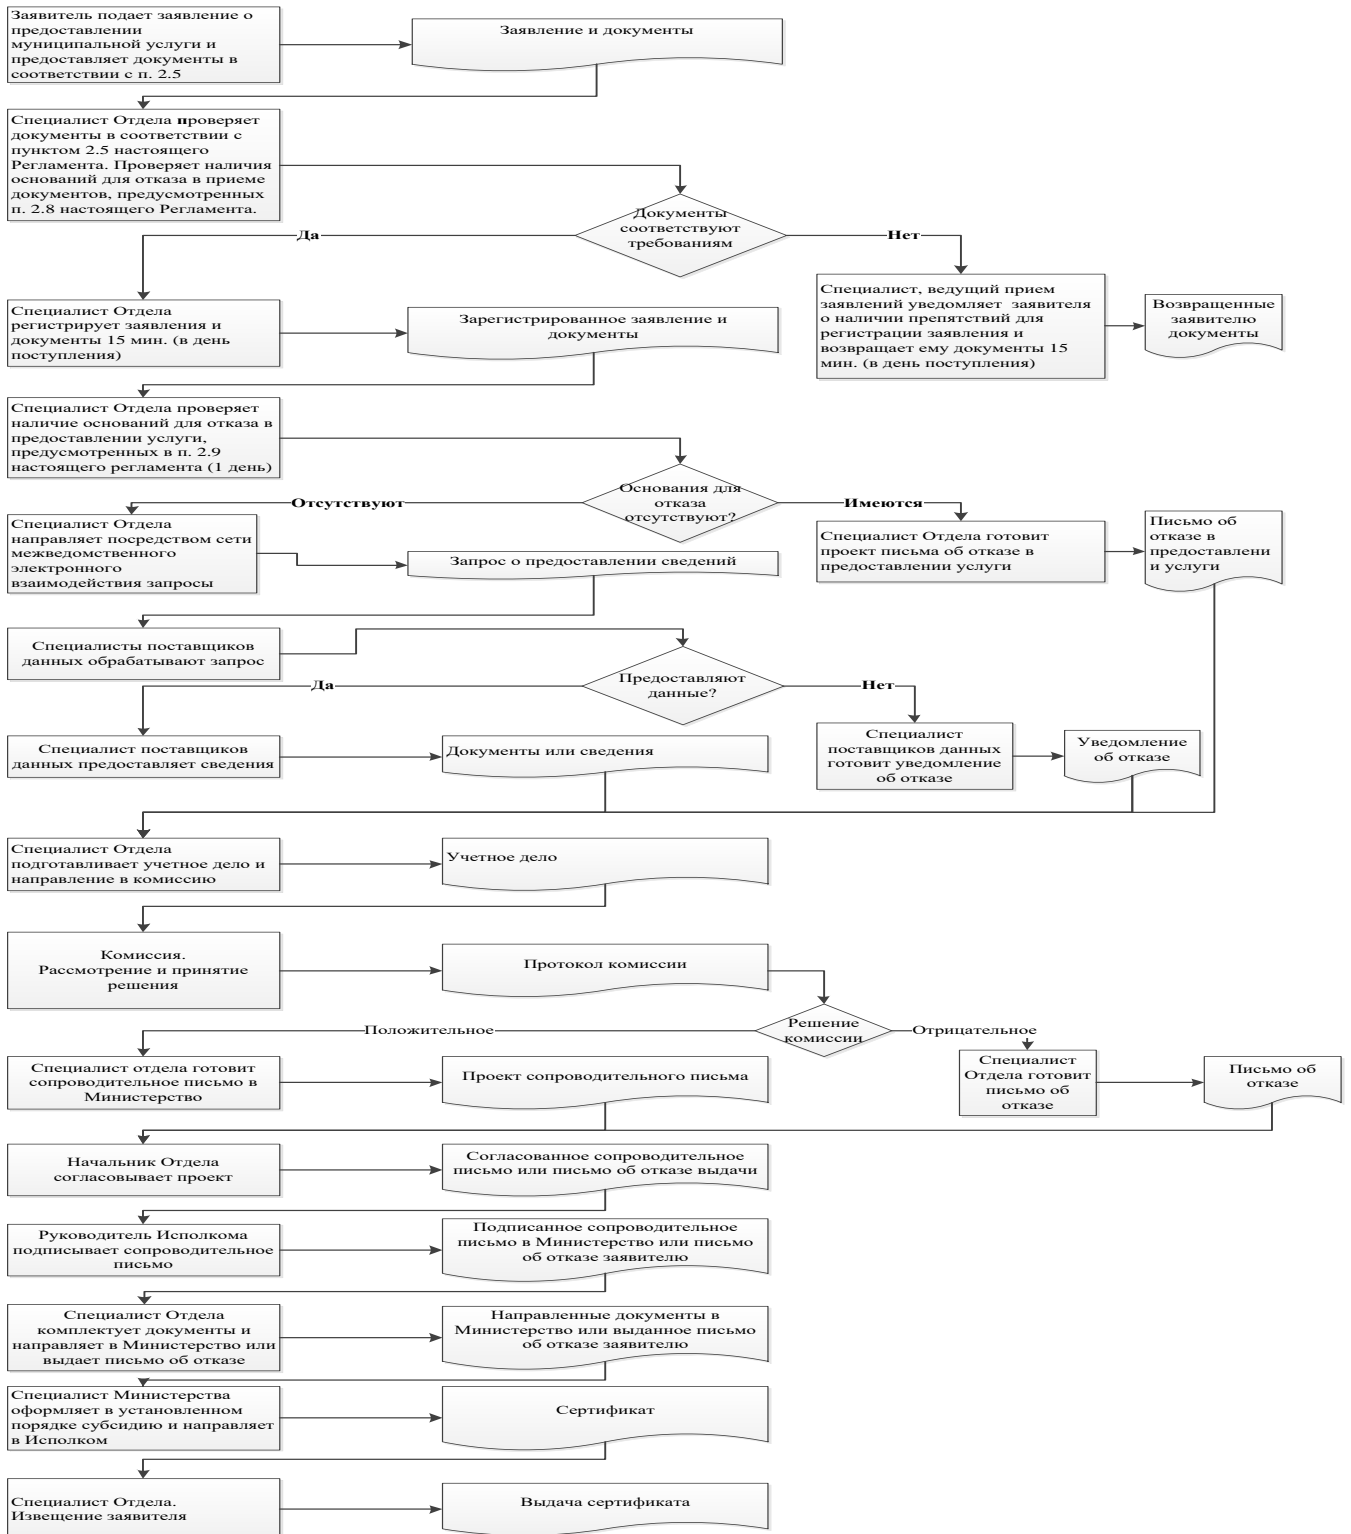 Заявитель подает заявление о
предоставлении
муниципальной услуги и
предоставляет документы в
соответствии с п. 2.5
Заявление и документы
Специалист Отдела проверяет
документы в соответствии с
пунктом 2.5 настоящего
Регламента. Проверяет наличия
оснований для отказа в приеме
документов, предусмотренных
п. 2.8 настоящего Регламента.
Документы
соответствуют
требованиям
Да
Нет
Специалист Отдела
регистрирует заявления и
документы 15 мин. (в день
поступления)
Зарегистрированное заявление и
документы
Специалист, ведущий прием
заявлений уведомляет  заявителя
о наличии препятствий для
регистрации заявления и
возвращает ему документы 15
мин. (в день поступления)
Возвращенные
заявителю
документы
Специалист Отдела проверяет
наличие оснований для отказа в
предоставлении услуги,
предусмотренных в п. 2.9
настоящего регламента (1 день)
Основания для
отказа
отсутствуют?
Отсутствуют
Имеются
Специалист Отдела
направляет посредством сети
межведомственного
электронного
взаимодействия запросы
Запрос о предоставлении сведений
Специалист Отдела готовит
проект письма об отказе в
предоставлении услуги
Письмо об
отказе в
предоставлени
и услуги
Специалисты поставщиков
данных обрабатывают запрос
Предоставляют
данные?
Да
Нет
Специалист поставщиков
данных предоставляет сведения
Документы или сведения
Специалист
поставщиков данных
готовит уведомление
об отказе
Уведомление
об отказе
Специалист Отдела
подготавливает учетное дело и
направление в комиссию
Учетное дело
Комиссия.
Рассмотрение и принятие
решения
Протокол комиссии
Решение
комиссии
Положительное
Отрицательное
Специалист отдела готовит
сопроводительное письмо в
Министерство
Проект сопроводительного письма
Специалист
Отдела готовит
письмо об
отказе
Письмо об
отказе
Начальник Отдела
согласовывает проект
Согласованное сопроводительное
письмо или письмо об отказе выдачи
Руководитель Исполкома
подписывает сопроводительное
письмо
Подписанное сопроводительное
письмо в Министерство или письмо
об отказе заявителю
Специалист Отдела
комплектует документы и
направляет в Министерство или
выдает письмо об отказе
Направленные документы в
Министерство или выданное письмо
об отказе заявителю
Специалист Министерства
оформляет в установленном
порядке субсидию и направляет
в Исполком
Сертификат
Специалист Отдела.
Извещение заявителя
Выдача сертификата